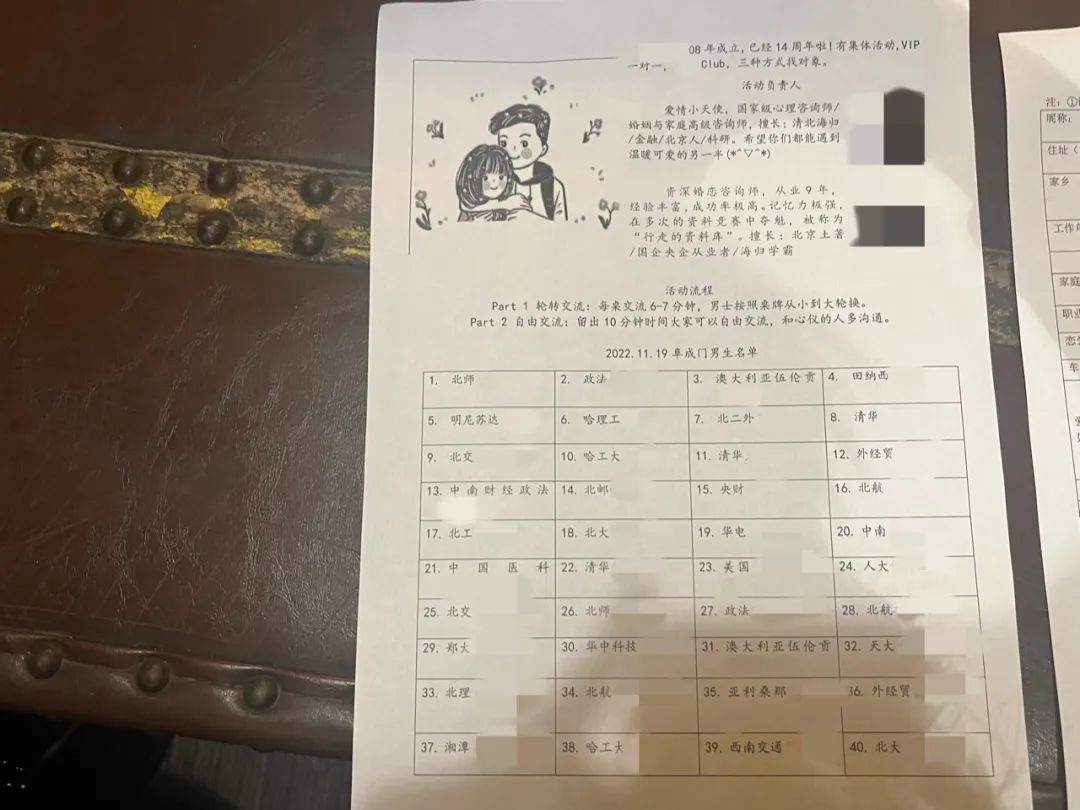 08年成立,已经14周年啦!有集体活动,VIP
一对一, Club, 三种方式找对象。
活动负责人
爱情小天使, 国家级心理咨询师/
婚姻与家庭高级咨询师, 擅长: 清北海归
/金融/北京人/科研。希望你们都能遇到
温暖可爱的另一半(*^▽^*)
资深婚恋咨询师, 从业9年,
经验丰富,成功率极高。记忆力极强,
在多次的资料竞赛中夺魁, 被称为
“行走的资料库”。擅长: 北京土著
/国企央企从业者/海归学霸
活动流程
Part 1 轮转交流: 每桌交流6-7分钟, 男士按照桌牌从小到大轮换。
Part 2 自由交流: 留出10分钟时间大家可以自由交流, 和心仪的人多沟通。
2022.11.19 阜成门男生名单
1. 北师 2. 政法 3. 澳大利亚伍伦贡 4. 田纳西
5. 明尼苏达 6. 哈理工 7. 北二外 8. 清华
9. 北交 10. 哈工大 11. 清华 12. 外经贸
13. 中南财经政法 14. 北邮 15. 央财 16. 北航
17. 北工 18. 北大 19. 华电 20. 中南
21. 中国医科 22. 清华 23. 美国 24. 人大
25. 北交 26. 北师 27. 政法 28. 北航
29. 郑大 30. 华中科技 31. 澳大利亚伍伦贡 32. 天大
33. 北理 34. 北航 35. 亚利桑那 36. 外经贸
37. 湘潭 38. 哈工大 39. 西南交通 40. 北大
注: ①
昵称:
住址(
家乡
工作
家庭
职业
恋爱
车